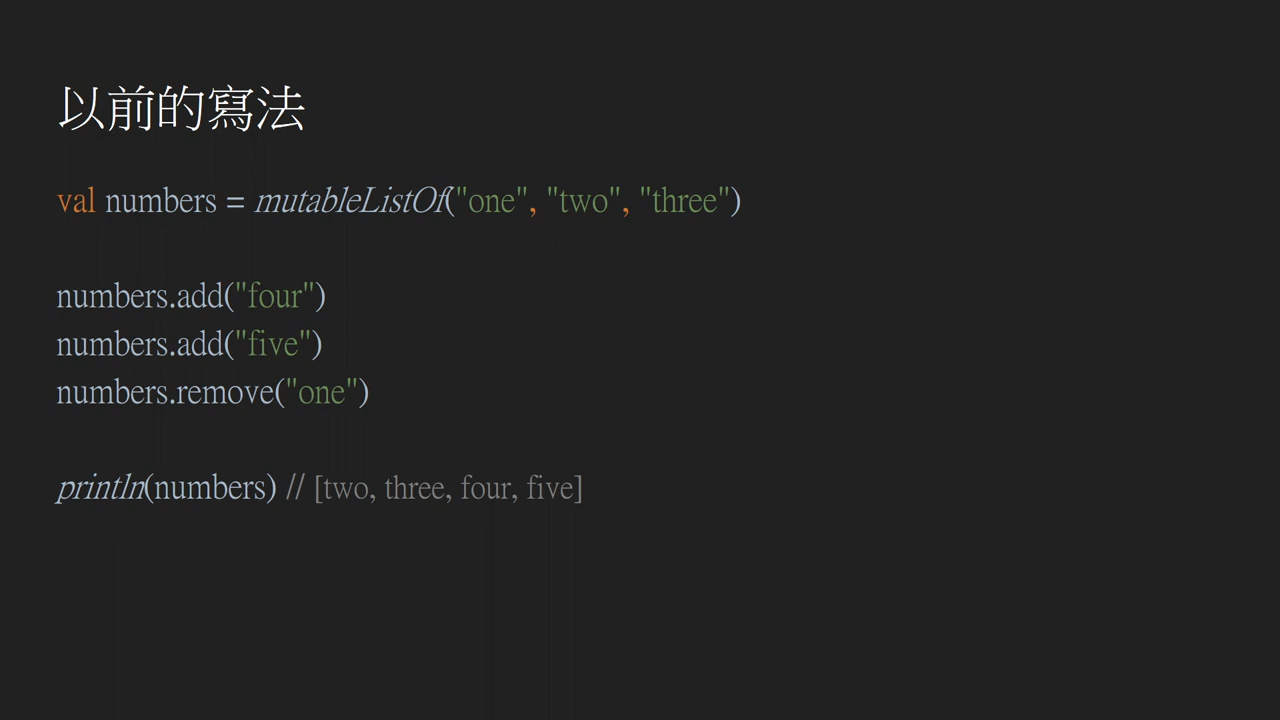 以前的寫法
val numbers = mutableListOf("one", "two", "three")
numbers.add("four")
numbers.add("five")
numbers.remove("one")
println(numbers) // [two, three, four, five]